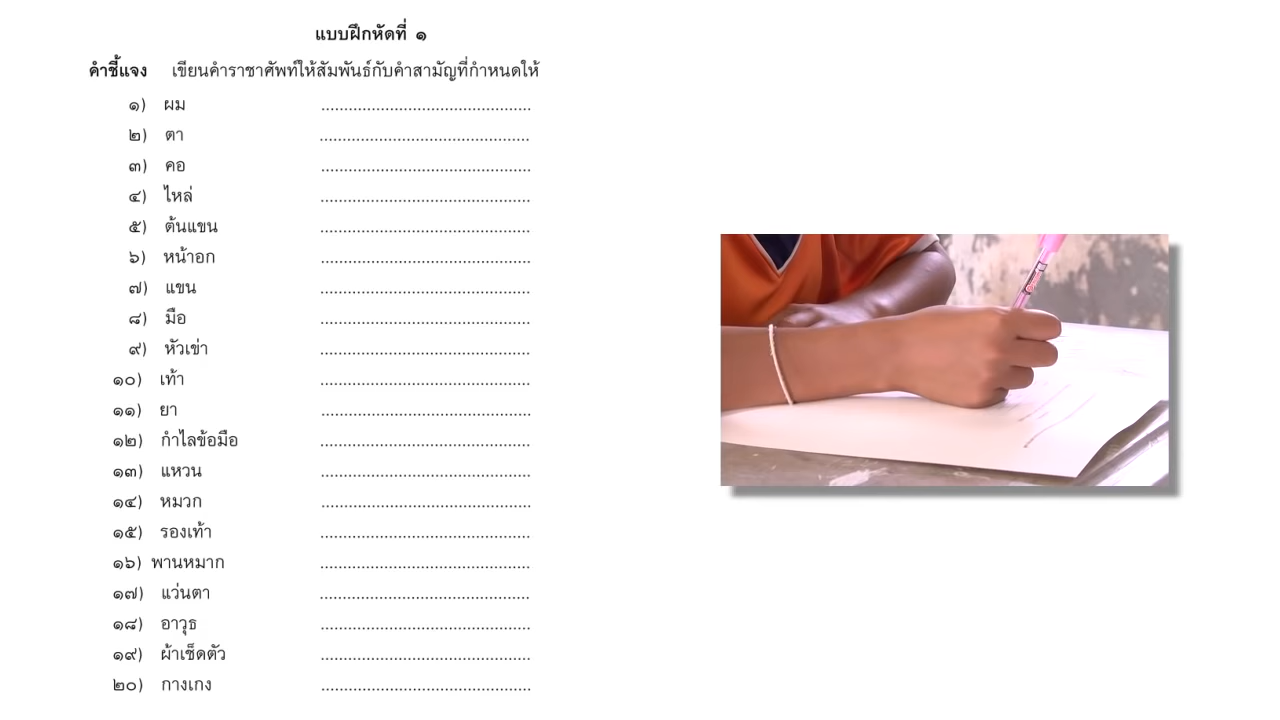 แบบฝึกหัดที่ ๑
คำชี้แจง เขียนคำราชาศัพท์ให้สัมพันธ์กับคำสามัญที่กำหนดให้
๑) ผม ..............................................
๒) ตา ..............................................
๓) คอ ..............................................
๔) ไหล่ ..............................................
๕) ต้นแขน ..............................................
๖) หน้าอก ..............................................
๗) แขน ..............................................
๘) มือ ..............................................
๙) หัวเข่า ..............................................
๑๐) เท้า ..............................................
๑๑) ยา ..............................................
๑๒) กำไลข้อมือ ..............................................
๑๓) แหวน ..............................................
๑๔) หมวก ..............................................
๑๕) รองเท้า ..............................................
๑๖) พานหมาก ..............................................
๑๗) แว่นตา ..............................................
๑๘) อาวุธ ..............................................
๑๙) ผ้าเช็ดตัว ..............................................
๒๐) กางเกง ..............................................